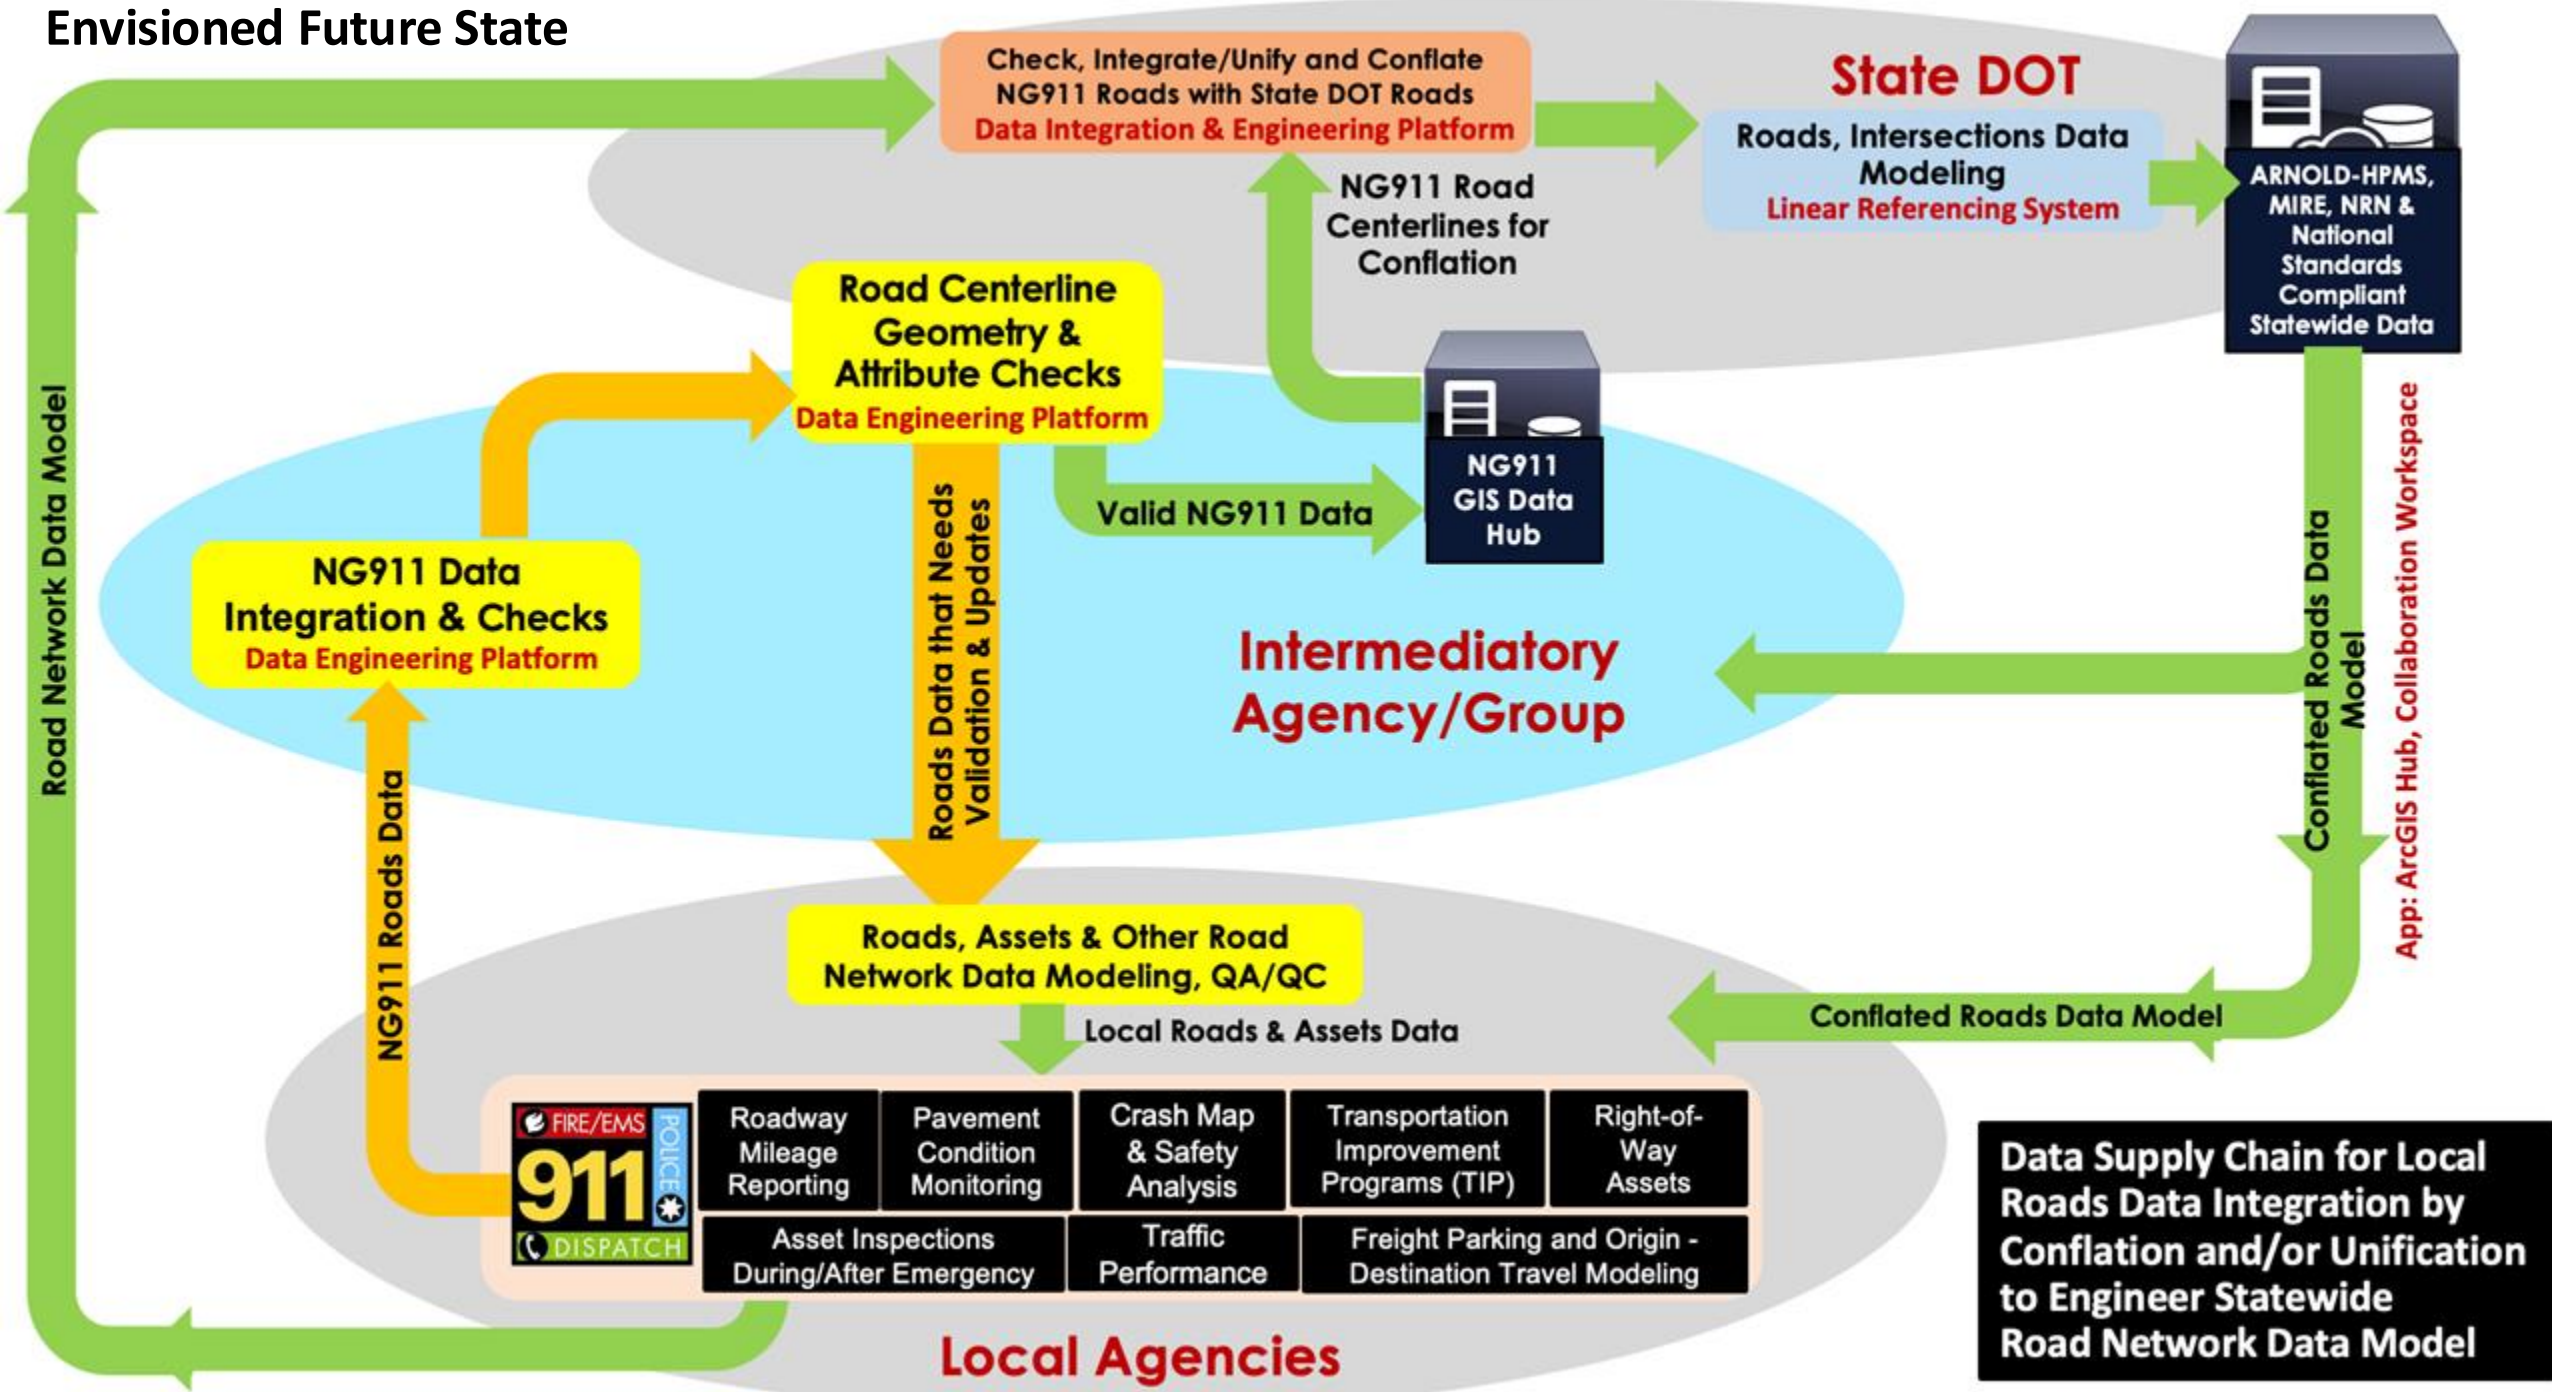 Envisioned Future State
Check, Integrate/Unify and Conflate
NG911 Roads with State DOT Roads
Data Integration & Engineering Platform
State DOT
Roads, Intersections Data
Modeling
Linear Referencing System
ARNOLD-HPMS,
MIRE, NRN &
National
Standards
Compliant
Statewide Data
NG911 Road
Centerlines for
Conflation
Road Centerline
Geometry &
Attribute Checks
Data Engineering Platform
NG911
GIS Data
Hub
Valid NG911 Data
NG911 Data
Integration & Checks
Data Engineering Platform
Road Network Data Model
Roads Data that Needs
Validation & Updates
Intermediatory
Agency/Group
Conflated Roads Data
Model
App: ArcGIS Hub, Collaboration Workspace
NG911 Roads Data
Roads, Assets & Other Road
Network Data Modeling, QA/QC
Local Roads & Assets Data
Conflated Roads Data Model
FIRE/EMS
POLICE
911
DISPATCH
Roadway
Mileage
Reporting
Pavement
Condition
Monitoring
Crash Map
& Safety
Analysis
Transportation
Improvement
Programs (TIP)
Right-of-
Way
Assets
Asset Inspections
During/After Emergency
Traffic
Performance
Freight Parking and Origin -
Destination Travel Modeling
Local Agencies
Data Supply Chain for Local
Roads Data Integration by
Conflation and/or Unification
to Engineer Statewide
Road Network Data Model